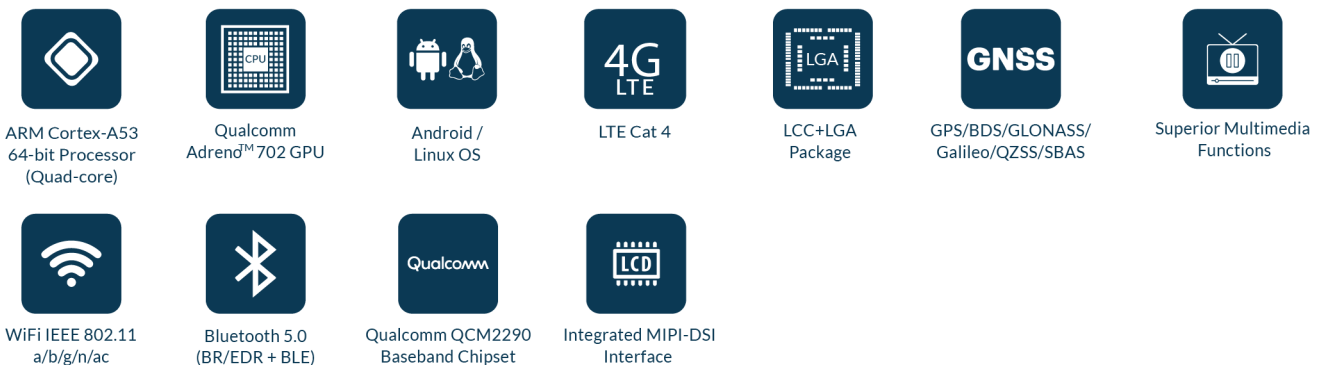 CPU
4G
LTE
LGA
GNSS
ARM Cortex-A53
64-bit Processor
(Quad-core)
Qualcomm
Adreno™ 702 GPU
Android /
Linux OS
LTE Cat 4
LCC+LGA
Package
GPS/BDS/GLONASS/
Galileo/QZSS/SBAS
Superior Multimedia
Functions
Qualcomm
LCD
WiFi IEEE 802.11
a/b/g/n/ac
Bluetooth 5.0
(BR/EDR + BLE)
Qualcomm QCM2290
Baseband Chipset
Integrated MIPI-DSI
Interface